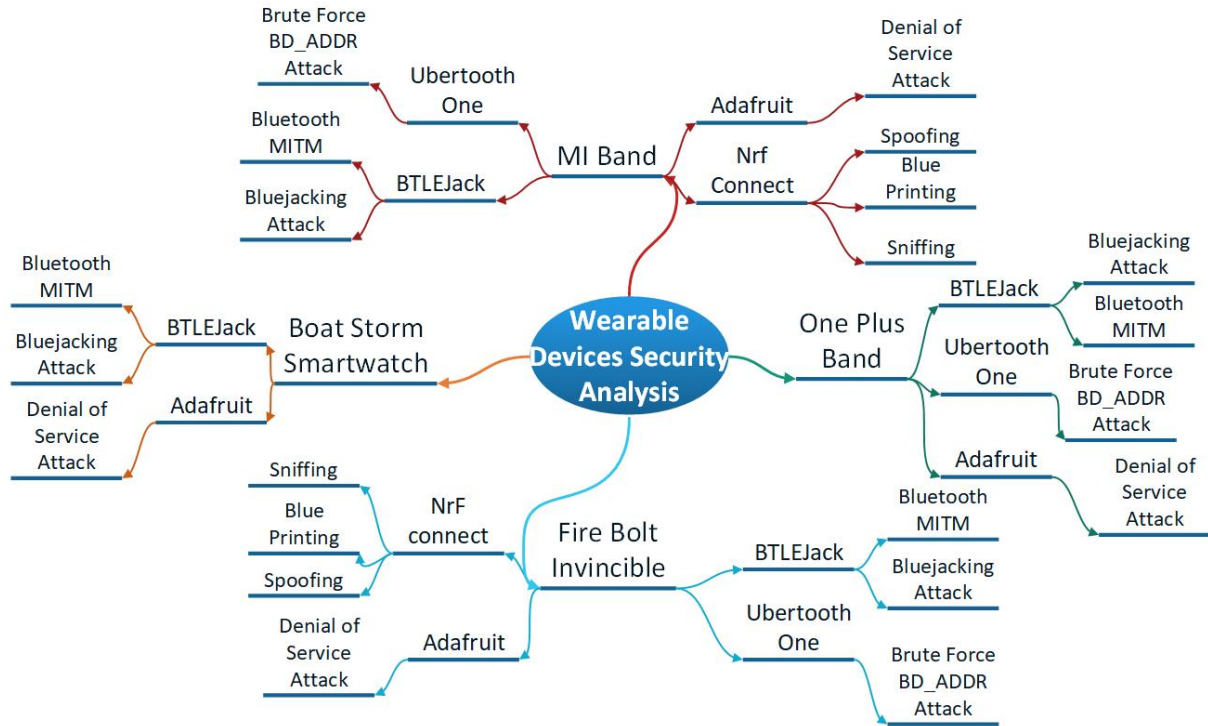 Wearable
Devices Security
Analysis
MI Band
Ubertooth
One
Brute Force
BD_ADDR
Attack
BTLEJack
Bluetooth
MITM
Bluejacking
Attack
Adafruit
Denial of
Service
Attack
Nrf
Connect
Spoofing
Blue
Printing
Sniffing
Boat Storm
Smartwatch
BTLEJack
Bluetooth
MITM
Bluejacking
Attack
Adafruit
Denial of
Service
Attack
One Plus
Band
BTLEJack
Bluejacking
Attack
Bluetooth
MITM
Ubertooth
One
Brute Force
BD_ADDR
Attack
Adafruit
Denial of
Service
Attack
Fire Bolt
Invincible
NrF
connect
Sniffing
Blue
Printing
Spoofing
Adafruit
Denial of
Service
Attack
BTLEJack
Bluetooth
MITM
Bluejacking
Attack
Ubertooth
One
Brute Force
BD_ADDR
Attack